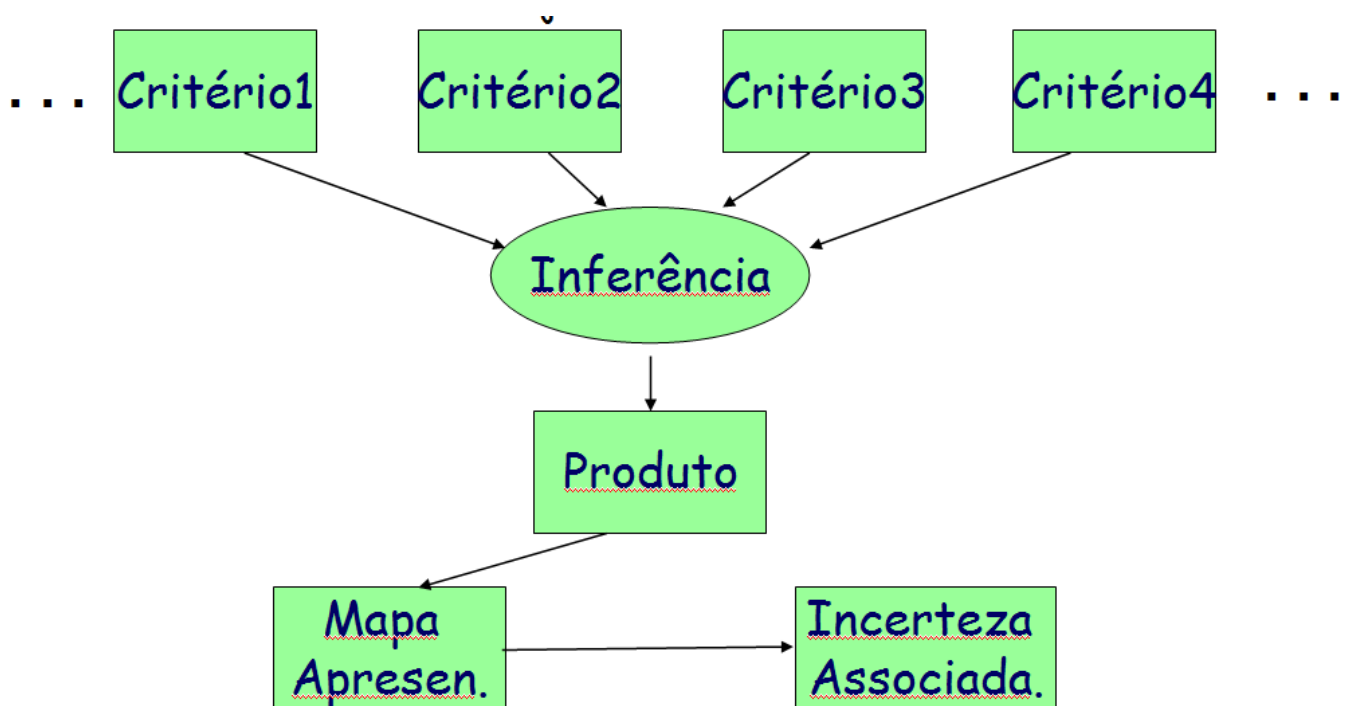 . . . Critério1 Critério2 Critério3 Critério4 . . .
Inferência
Produto
Mapa
Apresen.
Incerteza
Associada.